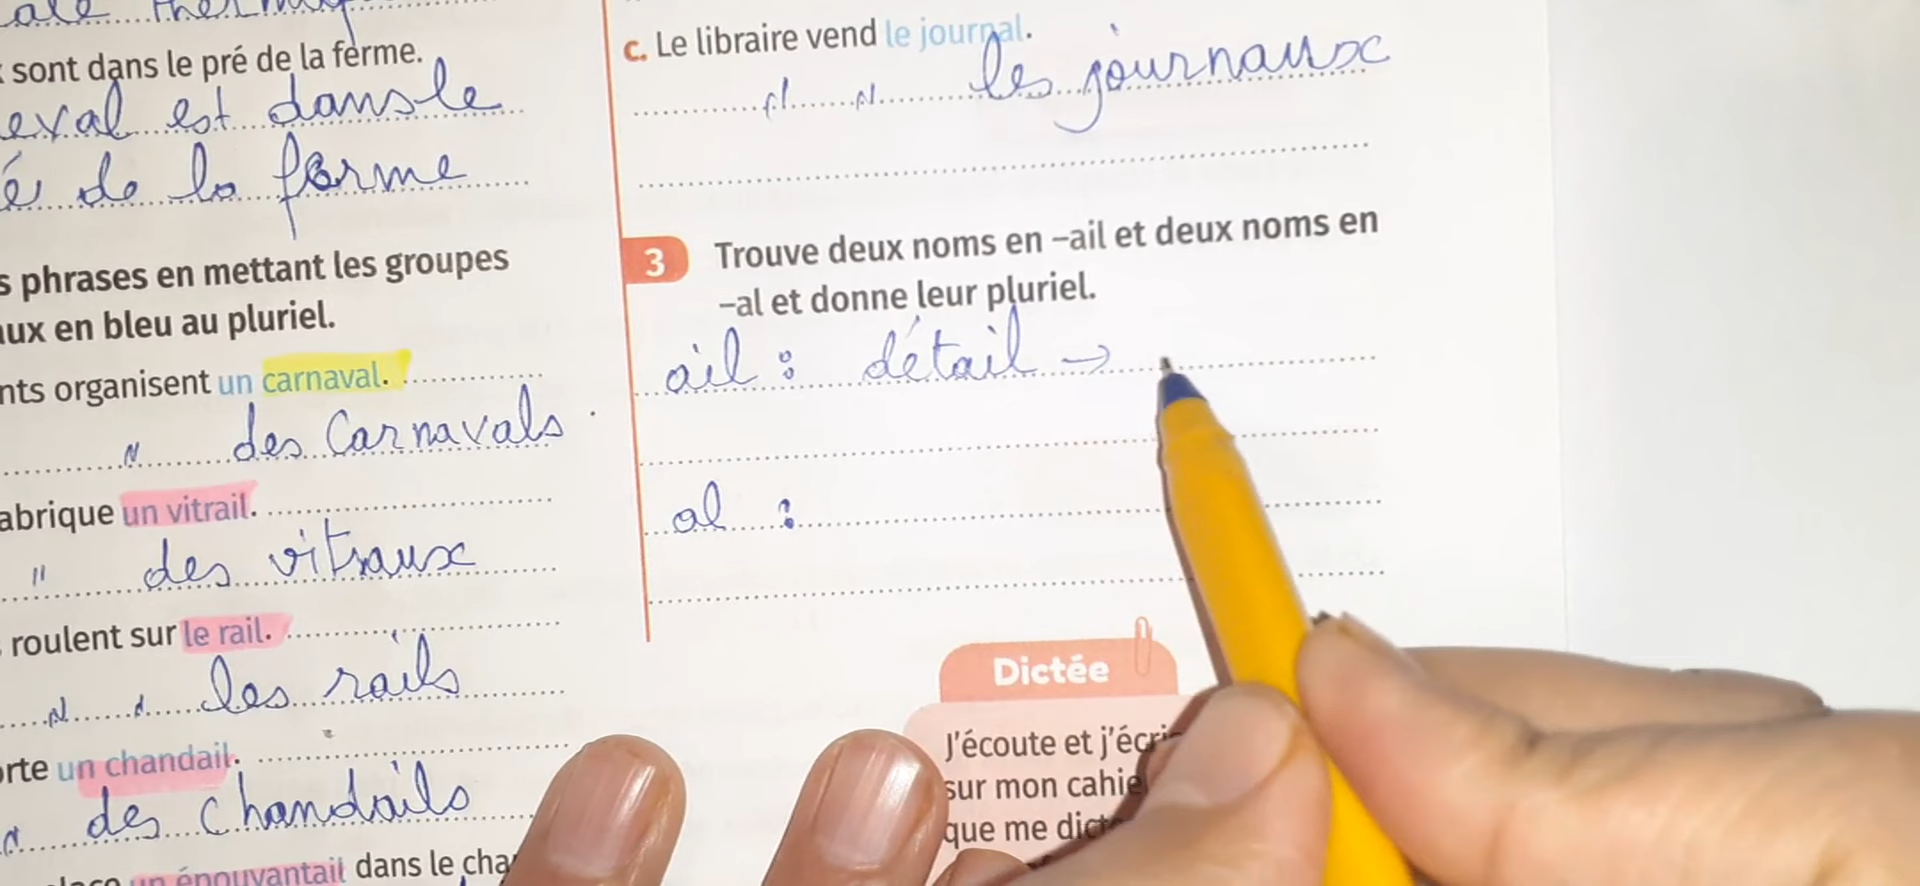 sont dans le pré de la ferme.
eval est dans le
é de la ferme
s phrases en mettant les groupes
aux en bleu au pluriel.
nts organisent un carnaval.
" des Carnavals
abrique un vitrail.
" des vitraux
roulent sur le rail.
" " les rails
orte un chandail.
" des chandails
un épouvantail dans le cha
c. Le libraire vend le journal.
" " les journaux
3 Trouve deux noms en –ail et deux noms en
–al et donne leur pluriel.
ail : détail →
al :
Dictée
J'écoute et j'écri
sur mon cahie
que me dict